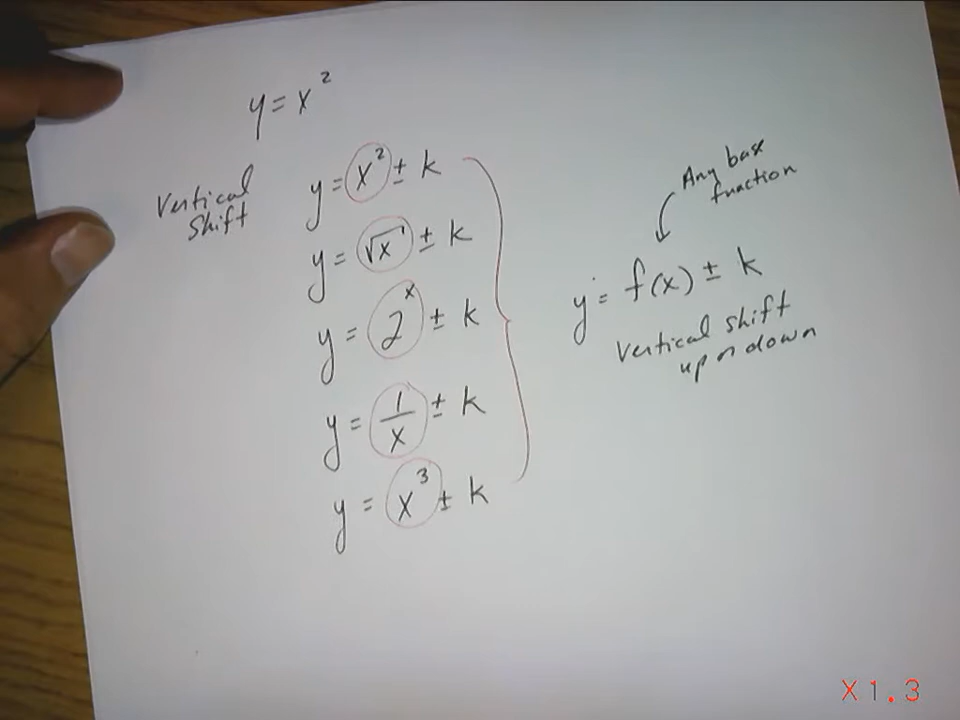 y = x²
Vertical
Shift
y = x² ± k
y = √x ± k
y = 2ˣ ± k
y = 1/x ± k
y = x³ ± k
Any base
function
y = f(x) ± k
Vertical shift
up or down
X1.3